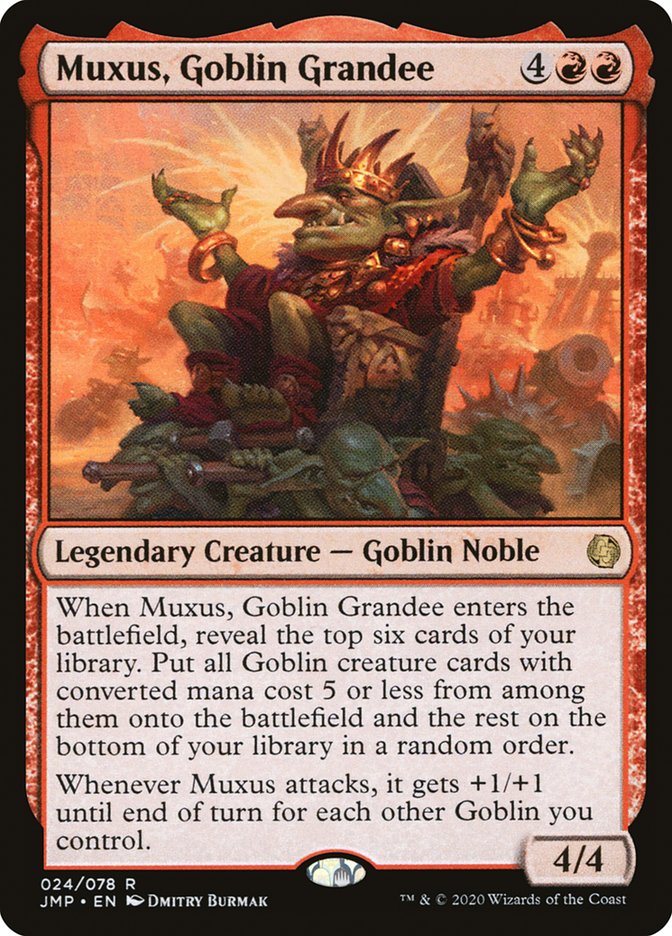 Muxus, Goblin Grandee 4
Legendary Creature — Goblin Noble
When Muxus, Goblin Grandee enters the
battlefield, reveal the top six cards of your
library. Put all Goblin creature cards with
converted mana cost 5 or less from among
them onto the battlefield and the rest on the
bottom of your library in a random order.
Whenever Muxus attacks, it gets +1/+1
until end of turn for each other Goblin you
control.
4/4
024/078 R
JMP • EN Dmitry Burmak
™ & © 2020 Wizards of the Coast